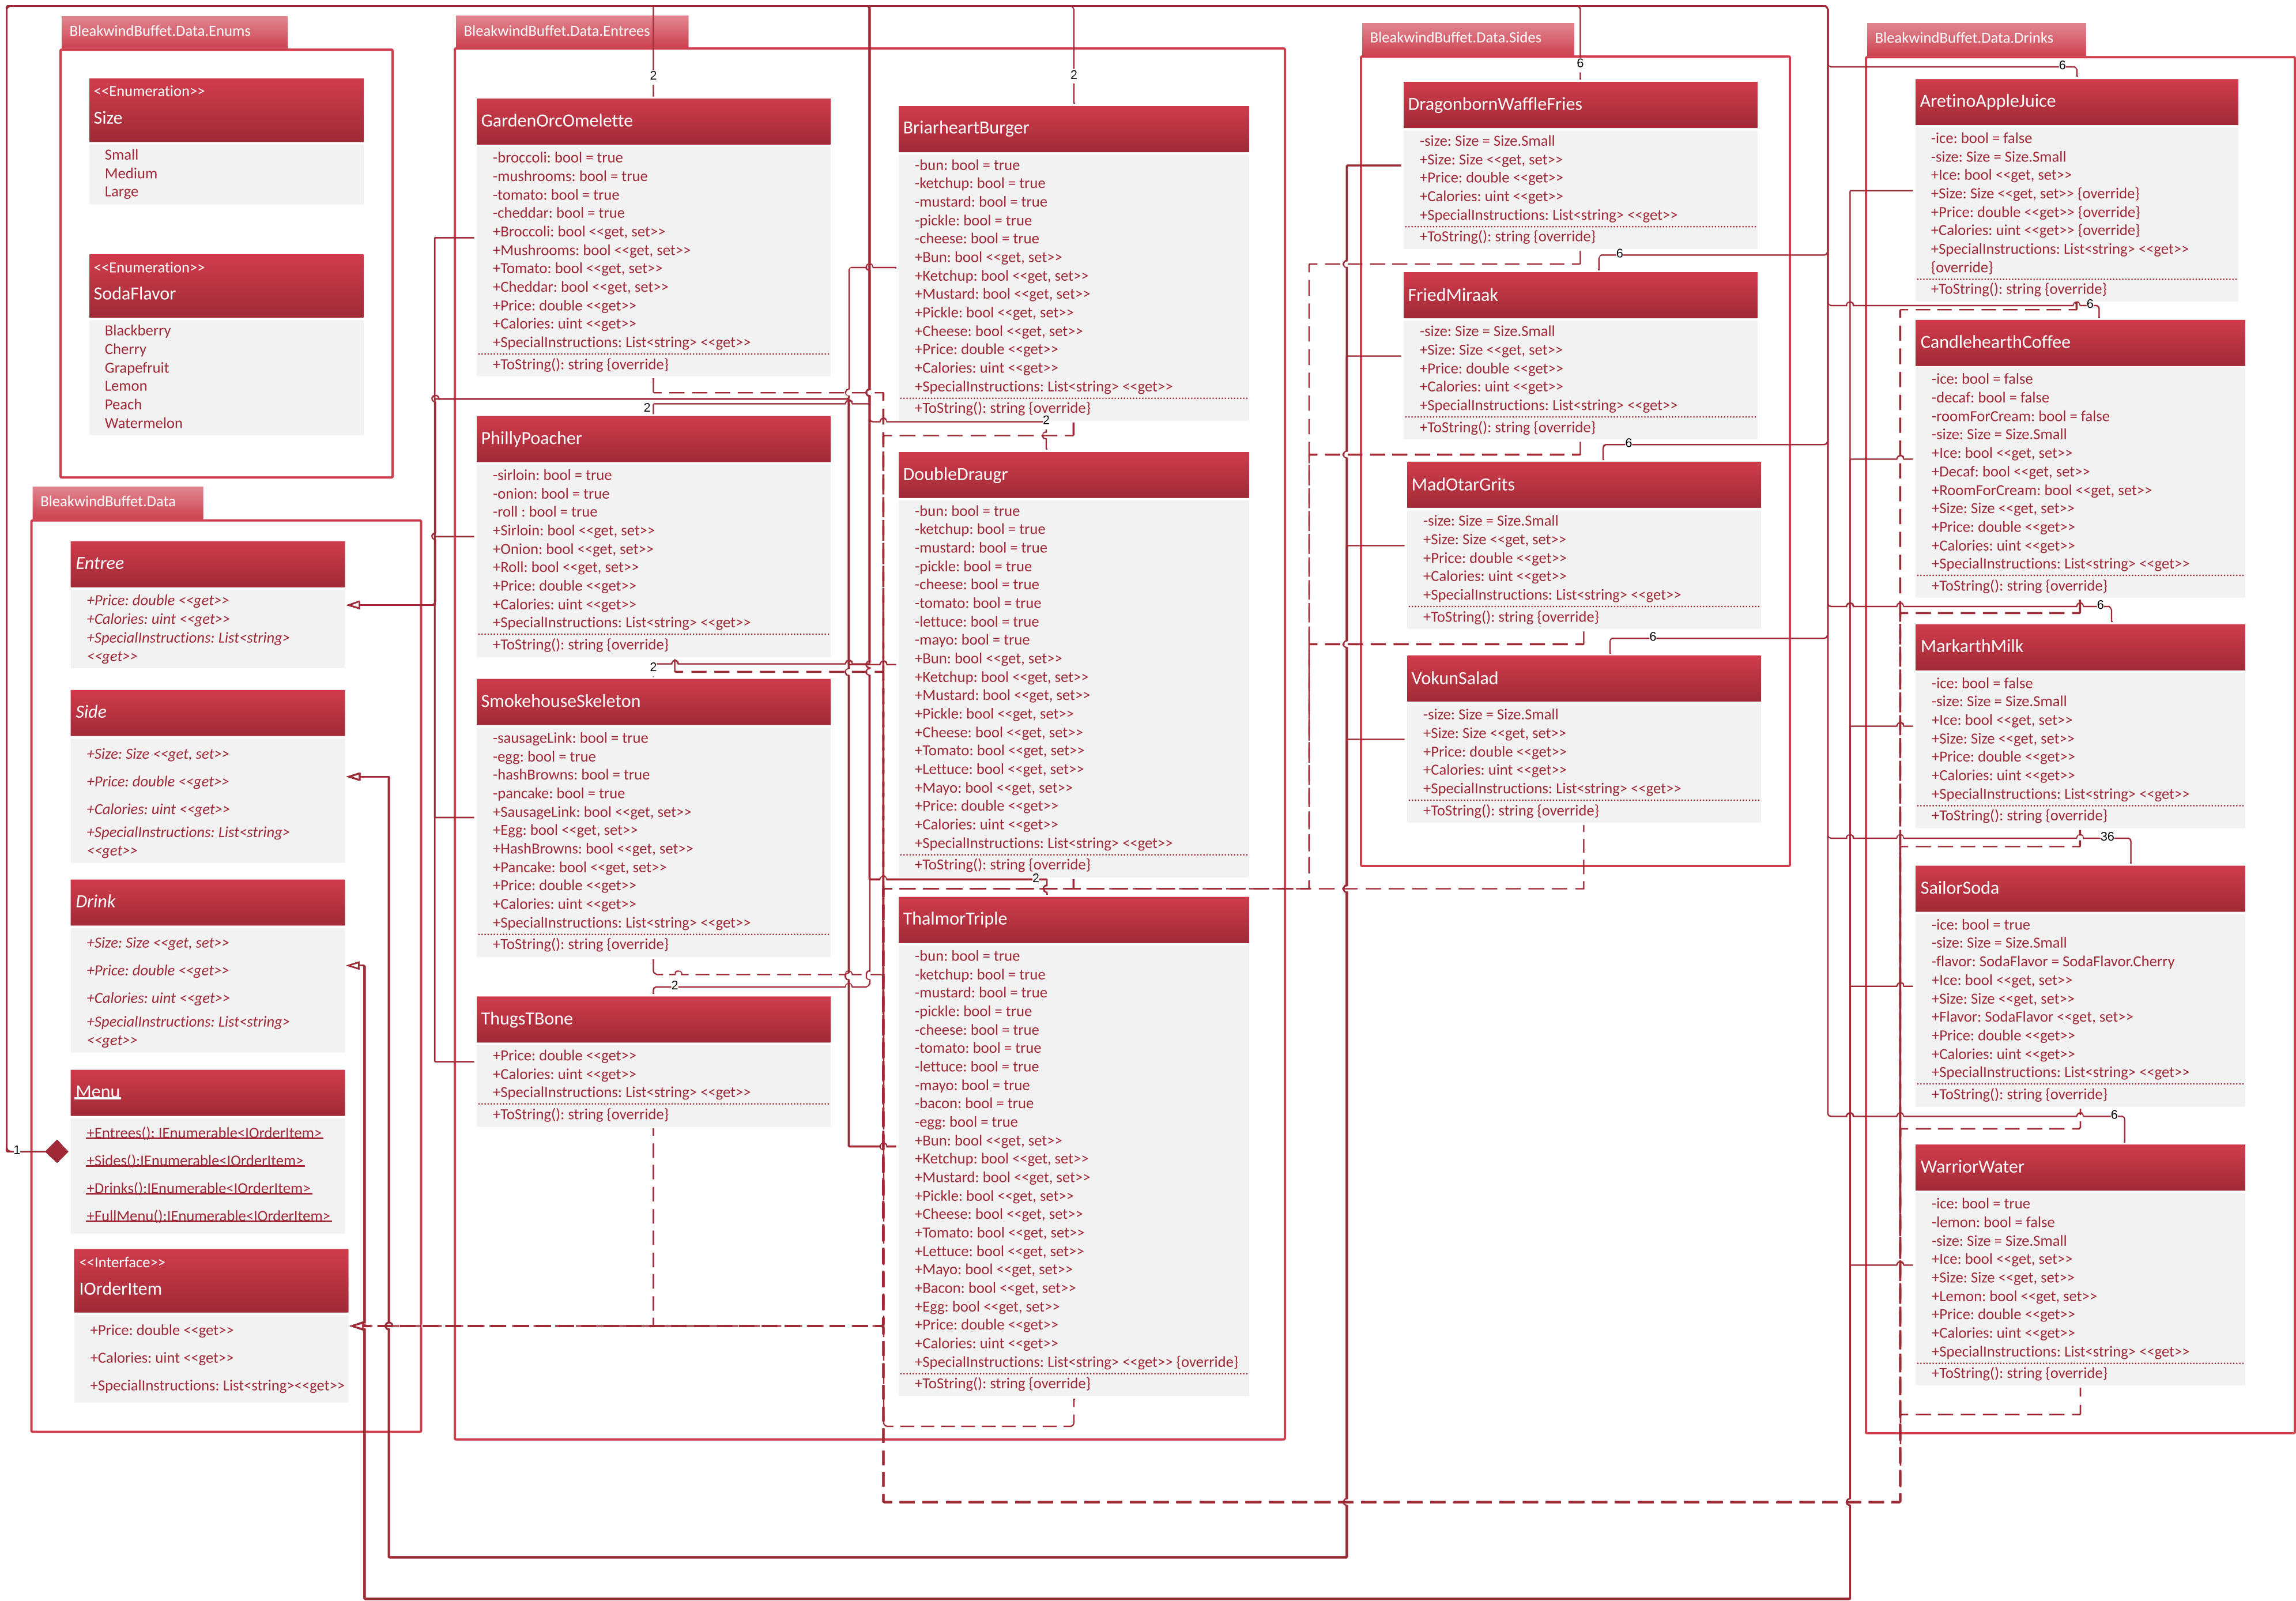 BleakwindBuffet.Data.Enums
<<Enumeration>>
Size
Small
Medium
Large
<<Enumeration>>
SodaFlavor
Blackberry
Cherry
Grapefruit
Lemon
Peach
Watermelon
BleakwindBuffet.Data
Entree
+Price: double <<get>>
+Calories: uint <<get>>
+SpecialInstructions: List<string>
<<get>>
Side
+Size: Size <<get, set>>
+Price: double <<get>>
+Calories: uint <<get>>
+SpecialInstructions: List<string>
<<get>>
Drink
+Size: Size <<get, set>>
+Price: double <<get>>
+Calories: uint <<get>>
+SpecialInstructions: List<string>
<<get>>
Menu
+Entrees(): IEnumerable<IOrderItem>
+Sides():IEnumerable<IOrderItem>
+Drinks():IEnumerable<IOrderItem>
+FullMenu():IEnumerable<IOrderItem>
1
<<Interface>>
IOrderItem
+Price: double <<get>>
+Calories: uint <<get>>
+SpecialInstructions: List<string><<get>>
BleakwindBuffet.Data.Entrees
2
GardenOrcOmelette
-broccoli: bool = true
-mushrooms: bool = true
-tomato: bool = true
-cheddar: bool = true
+Broccoli: bool <<get, set>>
+Mushrooms: bool <<get, set>>
+Tomato: bool <<get, set>>
+Cheddar: bool <<get, set>>
+Price: double <<get>>
+Calories: uint <<get>>
+SpecialInstructions: List<string> <<get>>
+ToString(): string {override}
2
PhillyPoacher
-sirloin: bool = true
-onion: bool = true
-roll : bool = true
+Sirloin: bool <<get, set>>
+Onion: bool <<get, set>>
+Roll: bool <<get, set>>
+Price: double <<get>>
+Calories: uint <<get>>
+SpecialInstructions: List<string> <<get>>
+ToString(): string {override}
2
SmokehouseSkeleton
-sausageLink: bool = true
-egg: bool = true
-hashBrowns: bool = true
-pancake: bool = true
+SausageLink: bool <<get, set>>
+Egg: bool <<get, set>>
+HashBrowns: bool <<get, set>>
+Pancake: bool <<get, set>>
+Price: double <<get>>
+Calories: uint <<get>>
+SpecialInstructions: List<string> <<get>>
+ToString(): string {override}
2
ThugsTBone
+Price: double <<get>>
+Calories: uint <<get>>
+SpecialInstructions: List<string> <<get>>
+ToString(): string {override}
2
BriarheartBurger
-bun: bool = true
-ketchup: bool = true
-mustard: bool = true
-pickle: bool = true
-cheese: bool = true
+Bun: bool <<get, set>>
+Ketchup: bool <<get, set>>
+Mustard: bool <<get, set>>
+Pickle: bool <<get, set>>
+Cheese: bool <<get, set>>
+Price: double <<get>>
+Calories: uint <<get>>
+SpecialInstructions: List<string> <<get>>
+ToString(): string {override}
2
DoubleDraugr
-bun: bool = true
-ketchup: bool = true
-mustard: bool = true
-pickle: bool = true
-cheese: bool = true
-tomato: bool = true
-lettuce: bool = true
-mayo: bool = true
+Bun: bool <<get, set>>
+Ketchup: bool <<get, set>>
+Mustard: bool <<get, set>>
+Pickle: bool <<get, set>>
+Cheese: bool <<get, set>>
+Tomato: bool <<get, set>>
+Lettuce: bool <<get, set>>
+Mayo: bool <<get, set>>
+Price: double <<get>>
+Calories: uint <<get>>
+SpecialInstructions: List<string> <<get>>
+ToString(): string {override}
2
ThalmorTriple
-bun: bool = true
-ketchup: bool = true
-mustard: bool = true
-pickle: bool = true
-cheese: bool = true
-tomato: bool = true
-lettuce: bool = true
-mayo: bool = true
-bacon: bool = true
-egg: bool = true
+Bun: bool <<get, set>>
+Ketchup: bool <<get, set>>
+Mustard: bool <<get, set>>
+Pickle: bool <<get, set>>
+Cheese: bool <<get, set>>
+Tomato: bool <<get, set>>
+Lettuce: bool <<get, set>>
+Mayo: bool <<get, set>>
+Bacon: bool <<get, set>>
+Egg: bool <<get, set>>
+Price: double <<get>>
+Calories: uint <<get>>
+SpecialInstructions: List<string> <<get>> {override}
+ToString(): string {override}
BleakwindBuffet.Data.Sides
6
DragonbornWaffleFries
-size: Size = Size.Small
+Size: Size <<get, set>>
+Price: double <<get>>
+Calories: uint <<get>>
+SpecialInstructions: List<string> <<get>>
+ToString(): string {override}
6
FriedMiraak
-size: Size = Size.Small
+Size: Size <<get, set>>
+Price: double <<get>>
+Calories: uint <<get>>
+SpecialInstructions: List<string> <<get>>
+ToString(): string {override}
6
MadOtarGrits
-size: Size = Size.Small
+Size: Size <<get, set>>
+Price: double <<get>>
+Calories: uint <<get>>
+SpecialInstructions: List<string> <<get>>
+ToString(): string {override}
6
VokunSalad
-size: Size = Size.Small
+Size: Size <<get, set>>
+Price: double <<get>>
+Calories: uint <<get>>
+SpecialInstructions: List<string> <<get>>
+ToString(): string {override}
BleakwindBuffet.Data.Drinks
6
AretinoAppleJuice
-ice: bool = false
-size: Size = Size.Small
+Ice: bool <<get, set>>
+Size: Size <<get, set>> {override}
+Price: double <<get>> {override}
+Calories: uint <<get>> {override}
+SpecialInstructions: List<string> <<get>>
{override}
+ToString(): string {override}
6
CandlehearthCoffee
-ice: bool = false
-decaf: bool = false
-roomForCream: bool = false
-size: Size = Size.Small
+Ice: bool <<get, set>>
+Decaf: bool <<get, set>>
+RoomForCream: bool <<get, set>>
+Size: Size <<get, set>>
+Price: double <<get>>
+Calories: uint <<get>>
+SpecialInstructions: List<string> <<get>>
+ToString(): string {override}
6
MarkarthMilk
-ice: bool = false
-size: Size = Size.Small
+Ice: bool <<get, set>>
+Size: Size <<get, set>>
+Price: double <<get>>
+Calories: uint <<get>>
+SpecialInstructions: List<string> <<get>>
+ToString(): string {override}
36
SailorSoda
-ice: bool = true
-size: Size = Size.Small
-flavor: SodaFlavor = SodaFlavor.Cherry
+Ice: bool <<get, set>>
+Size: Size <<get, set>>
+Flavor: SodaFlavor <<get, set>>
+Price: double <<get>>
+Calories: uint <<get>>
+SpecialInstructions: List<string> <<get>>
+ToString(): string {override}
6
WarriorWater
-ice: bool = true
-lemon: bool = false
-size: Size = Size.Small
+Ice: bool <<get, set>>
+Size: Size <<get, set>>
+Lemon: bool <<get, set>>
+Price: double <<get>>
+Calories: uint <<get>>
+SpecialInstructions: List<string> <<get>>
+ToString(): string {override}